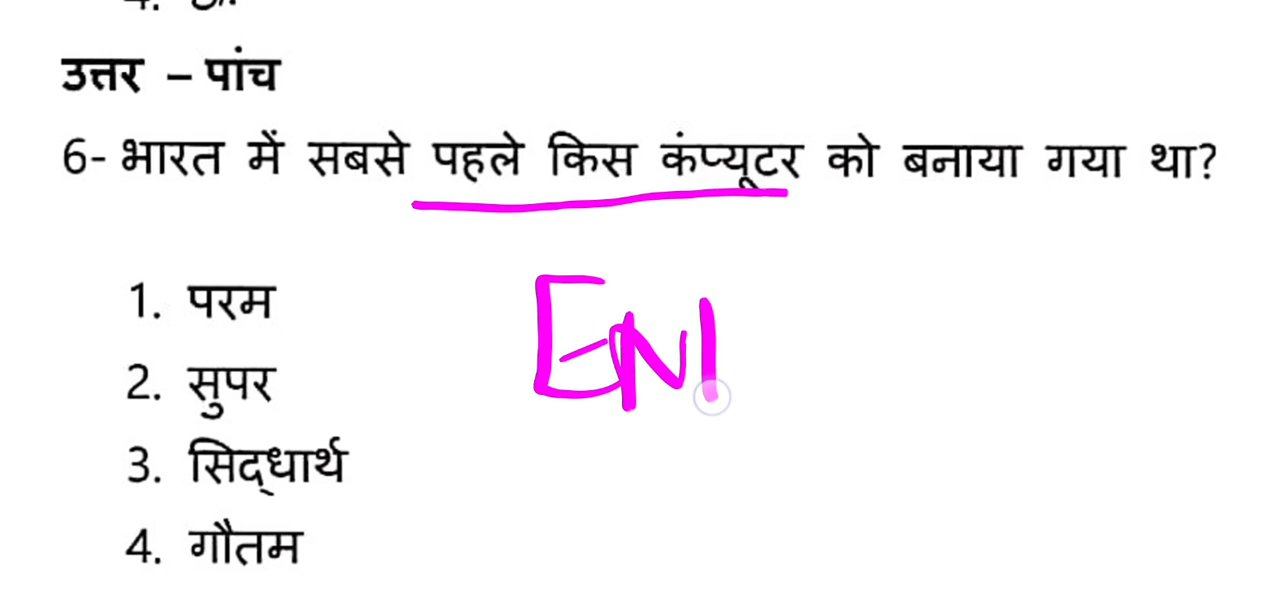 उत्तर – पांच
6- भारत में सबसे पहले किस कंप्यूटर को बनाया गया था?
ENI
1. परम
2. सुपर
3. सिद्धार्थ
4. गौतम